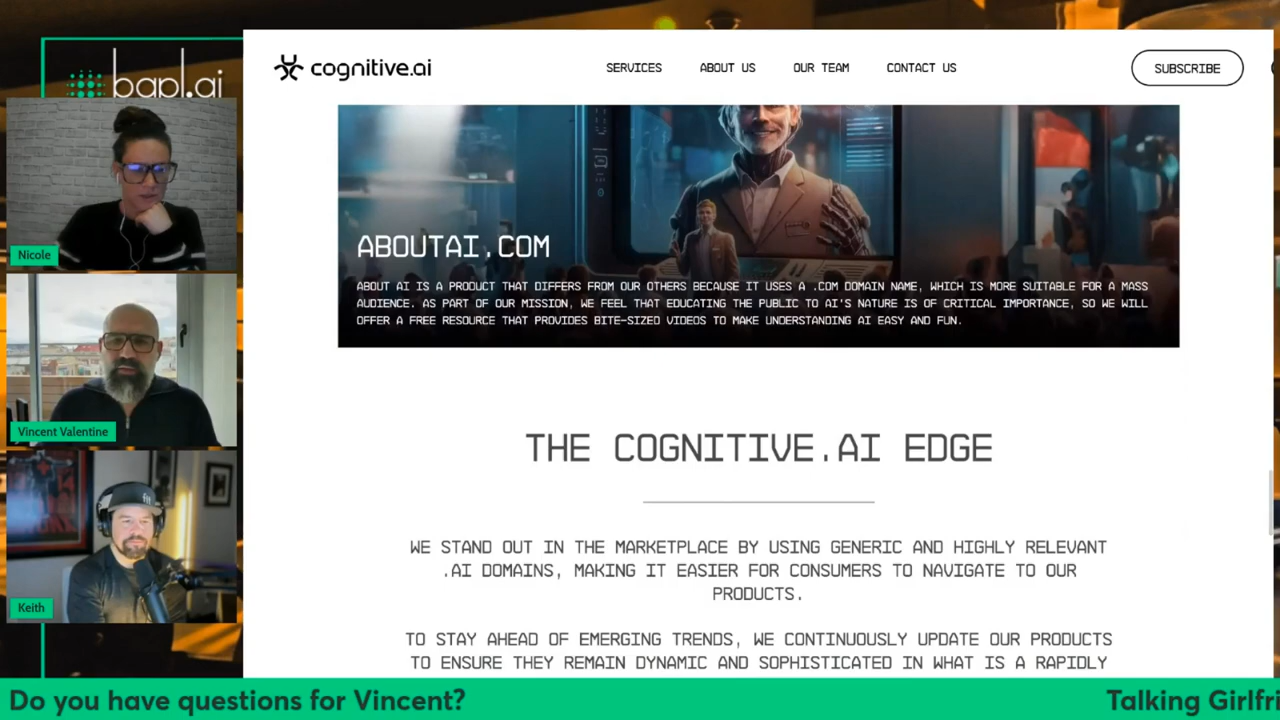 bapl.ai
Nicole
Vincent Valentine
Keith
cognitive.ai
SERVICES
ABOUT US
OUR TEAM
CONTACT US
SUBSCRIBE
ABOUTAI.COM
ABOUT AI IS A PRODUCT THAT DIFFERS FROM OUR OTHERS BECAUSE IT USES A .COM DOMAIN NAME, WHICH IS MORE SUITABLE FOR A MASS
AUDIENCE. AS PART OF OUR MISSION, WE FEEL THAT EDUCATING THE PUBLIC TO AI'S NATURE IS OF CRITICAL IMPORTANCE, SO WE WILL
OFFER A FREE RESOURCE THAT PROVIDES BITE-SIZED VIDEOS TO MAKE UNDERSTANDING AI EASY AND FUN.
THE COGNITIVE.AI EDGE
WE STAND OUT IN THE MARKETPLACE BY USING GENERIC AND HIGHLY RELEVANT
.AI DOMAINS, MAKING IT EASIER FOR CONSUMERS TO NAVIGATE TO OUR
PRODUCTS.
TO STAY AHEAD OF EMERGING TRENDS, WE CONTINUOUSLY UPDATE OUR PRODUCTS
TO ENSURE THEY REMAIN DYNAMIC AND SOPHISTICATED IN WHAT IS A RAPIDLY
Do you have questions for Vincent?
Talking Girlfri